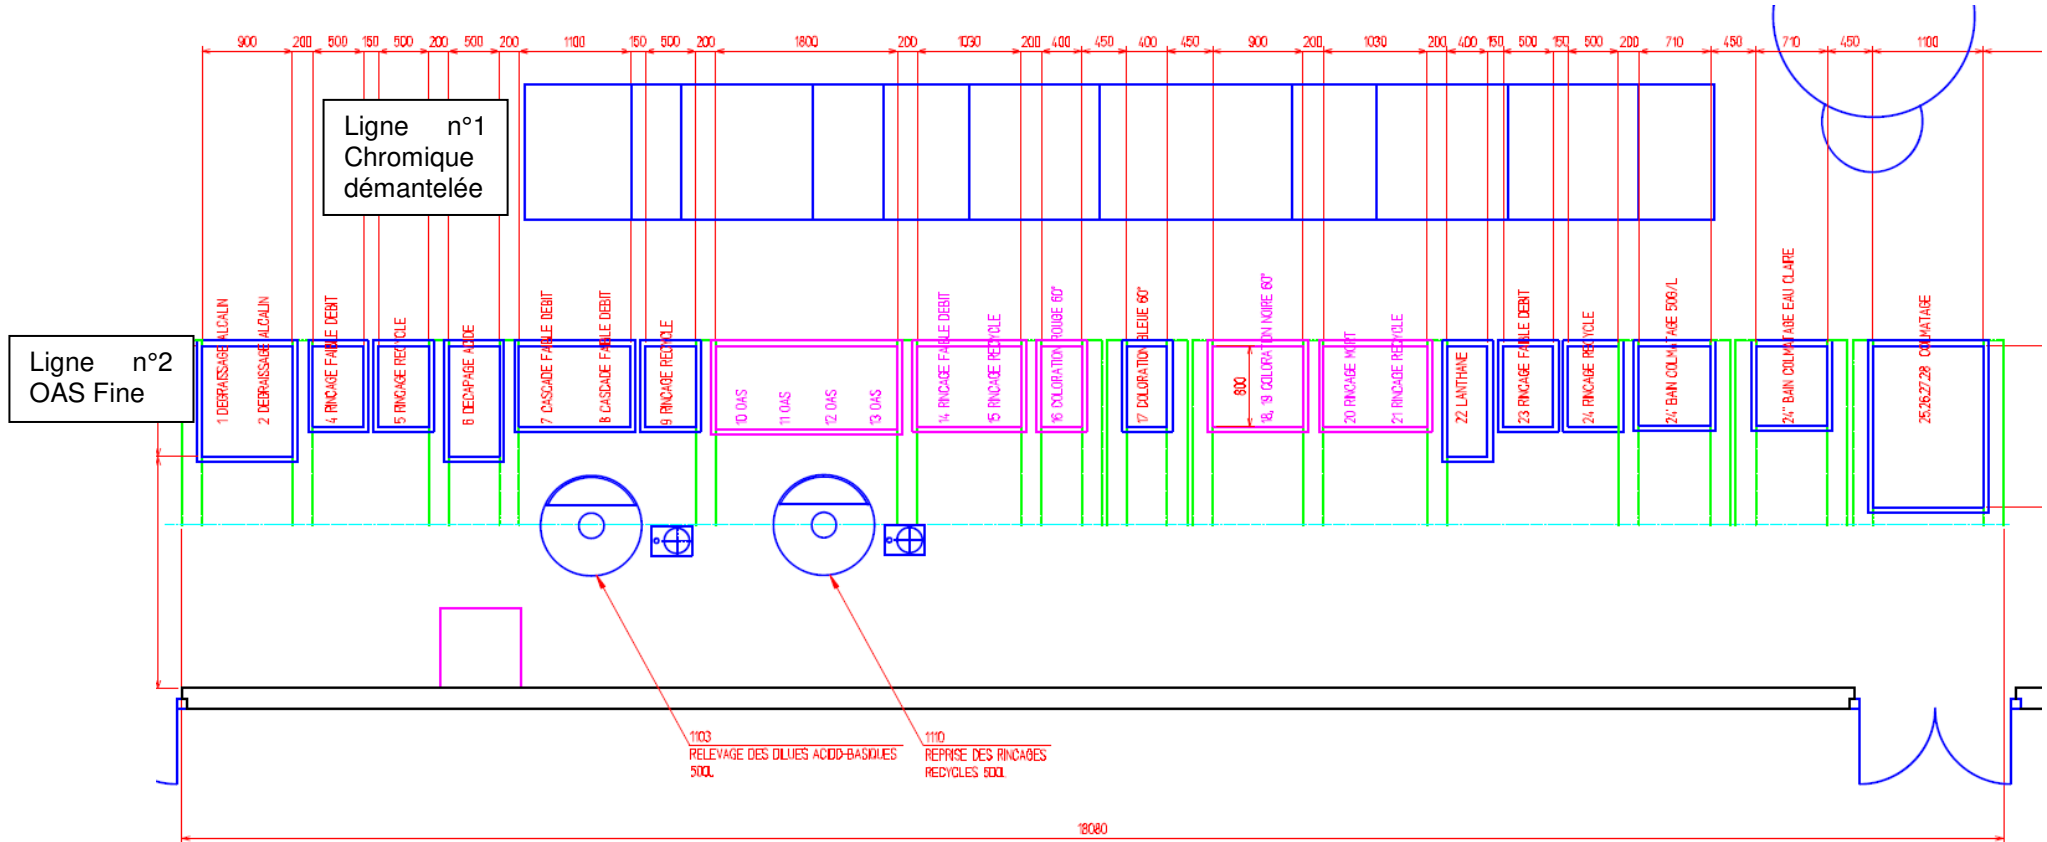 900 200 500 150 500 200 500 200 1100 150 500 200 1800 200 1030 200 400 450 400 450 900 200 1030 200 400 150 500 150 500 200 710 450 710 450 1100
Ligne n°1
Chromique
démantelée
Ligne n°2
OAS Fine
1 DEGRAISSAGE ALCALIN
2 DEGRAISSAGE ALCALIN
4 RINCAGE FAIBLE DEBIT
5 RINCAGE RECYCLE
6 DECAPAGE ACIDE
7 CASCADE FAIBLE DEBIT
8 CASCADE FAIBLE DEBIT
9 RINCAGE RECYCLE
10 OAS
11 OAS
12 OAS
13 OAS
14 RINCAGE FAIBLE DEBIT
15 RINCAGE RECYCLE
16 COLORATION ROUGE 60°
17 COLORATION BLEUE 60°
800
18, 19 COLORATION NOIRE 60°
20 RINCAGE MORT
21 RINCAGE RECYCLE
22 LANTHANE
23 RINCAGE FAIBLE DEBIT
24 RINCAGE RECYCLE
24' BAIN COLMATAGE 50G/L
24" BAIN COLMATAGE EAU CLAIRE
25.26.27.28 COLMATAGE
1103
RELEVAGE DES DILUES ACIDO-BASIQUES
500L
1110
REPRISE DES RINCAGES
RECYCLES 500L
18080